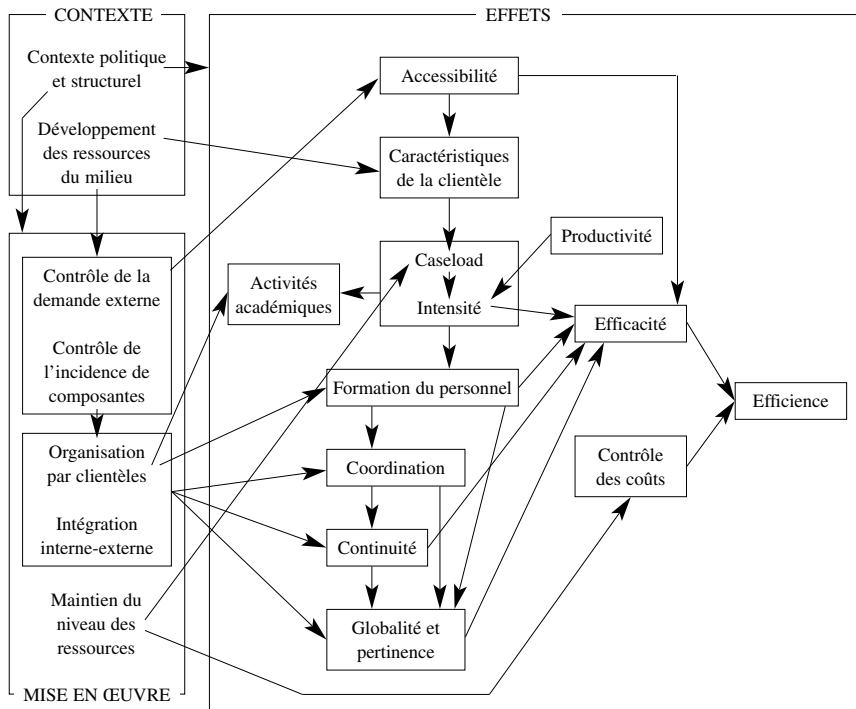 CONTEXTE
Contexte politique
et structurel
Développement
des ressources
du milieu
Contrôle de la
demande externe
Contrôle de
l’incidence de
composantes
Organisation
par clientèles
Intégration
interne-externe
Maintien du
niveau des
ressources
MISE EN ŒUVRE
EFFETS
Accessibilité
Caractéristiques
de la clientèle
Productivité
Caseload
Intensité
Activités
académiques
Efficacité
Formation du personnel
Efficience
Coordination
Contrôle
des coûts
Continuité
Globalité et
pertinence